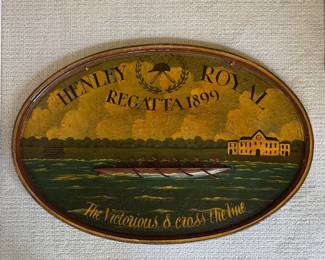 HENLEY ROYAL
REGATTA 1899
The Victorious 8 cross the line